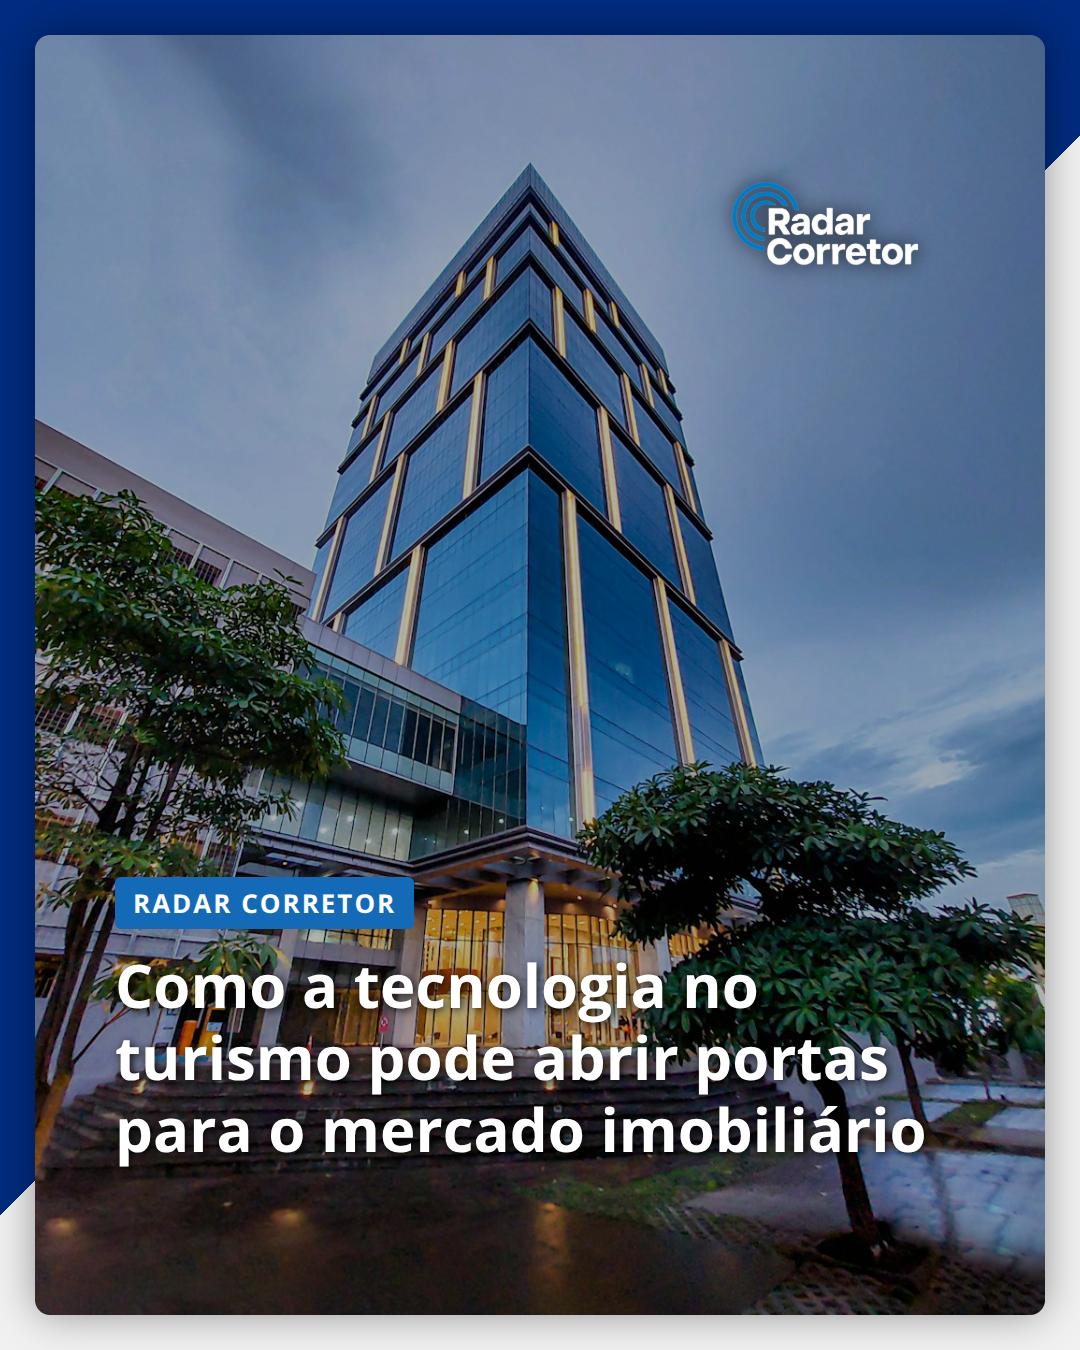 Radar
Corretor
RADAR CORRETOR
Como a tecnologia no
turismo pode abrir portas
para o mercado imobiliário